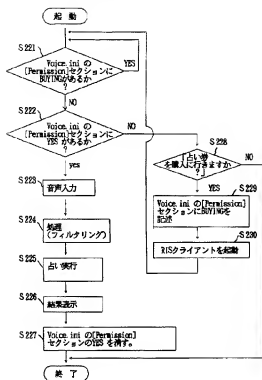 起動
S221
Voice.ini の
[Permission]セクションに
BUYINGがあるか
?
YES
NO
S222
Voice.ini の
[Permission]セクションに
YES があるか
?
NO
yes
S223
音声入力
S224
処理
(フィルタリング)
S225
占い実行
S226
結果表示
S227
Voice.ini の[Permission]
セクションのYES を消す。
終了
S228
「占い券
を購入に行きますか
?」
NO
YES
S229
Voice.ini の[Permission]
セクションにBUYINGを
記述
S230
RISクライアントを起動